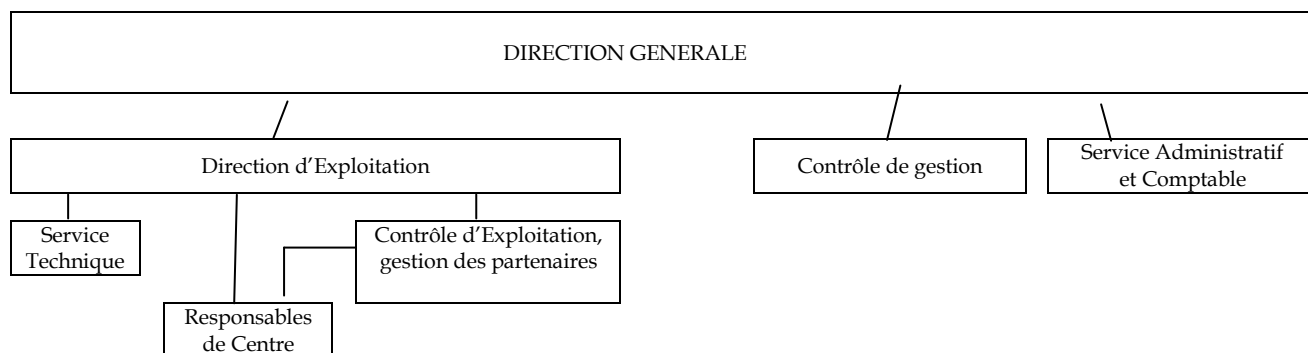 DIRECTION GENERALE
Direction d’Exploitation
Contrôle de gestion
Service Administratif
et Comptable
Service
Technique
Contrôle d’Exploitation,
gestion des partenaires
Responsables
de Centre